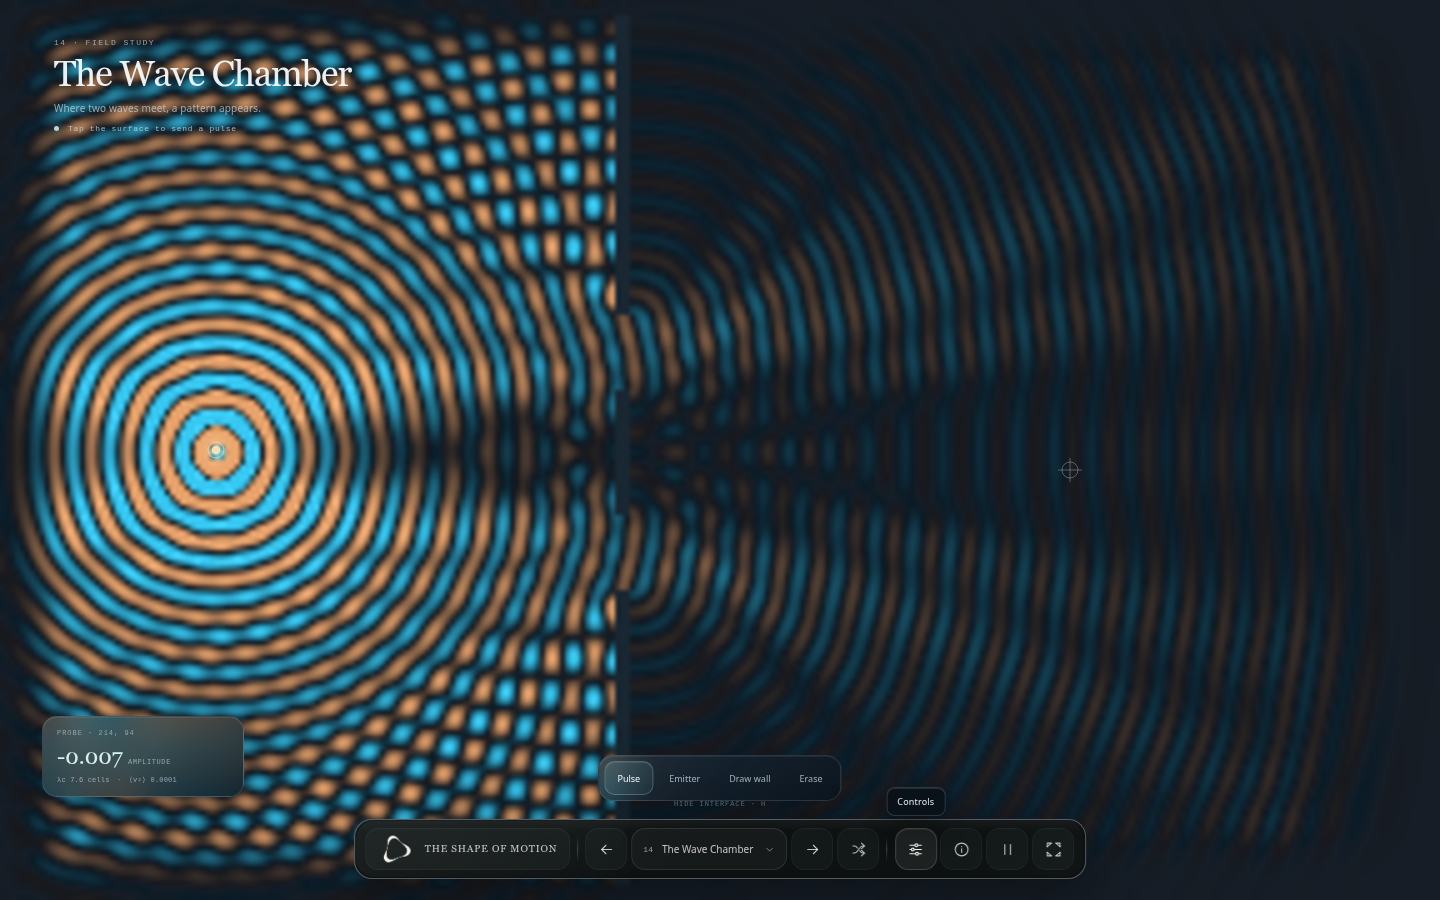 14 · FIELD STUDY
The Wave Chamber
Where two waves meet, a pattern appears.
Tap the surface to send a pulse
PROBE · 214, 94
-0.007 AMPLITUDE
λc 7.6 cells · ⟨v²⟩ 0.0001
Pulse Emitter Draw wall Erase
HIDE INTERFACE · H
Controls
THE SHAPE OF MOTION
14 The Wave Chamber